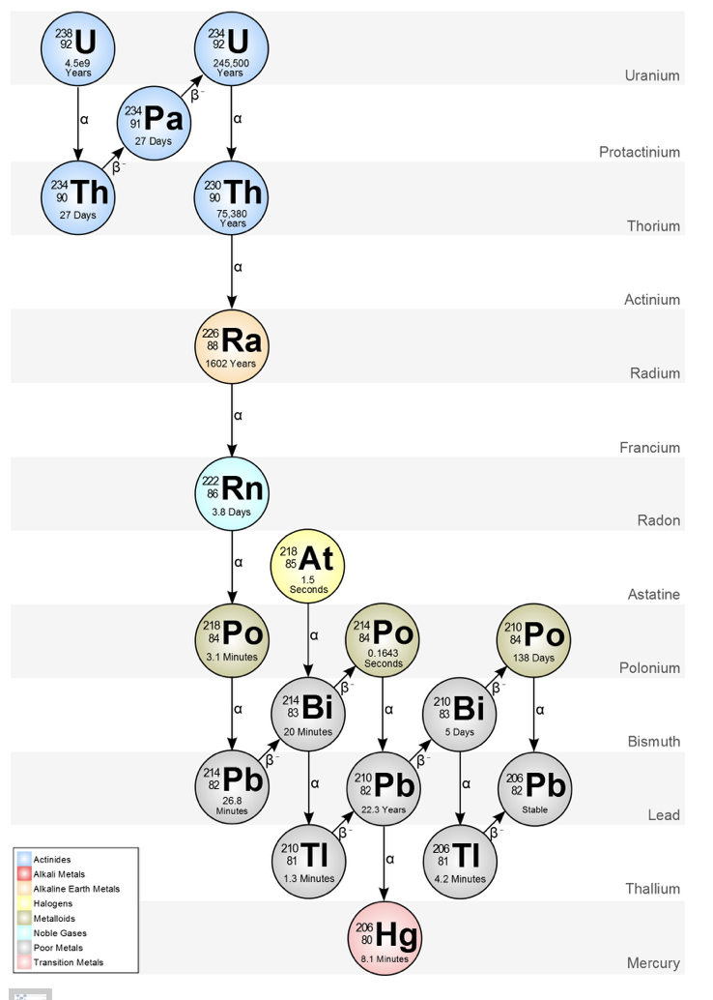 238
92
U
4.5e9
Years
234
92
U
245,500
Years
Uranium
α
α
β⁻
234
91
Pa
27 Days
Protactinium
β⁻
234
90
Th
27 Days
230
90
Th
75,380
Years
Thorium
α
Actinium
226
88
Ra
1602 Years
Radium
α
Francium
222
86
Rn
3.8 Days
Radon
α
218
85
At
1.5
Seconds
Astatine
218
84
Po
3.1 Minutes
α
214
84
Po
0.1643
Seconds
210
84
Po
138 Days
Polonium
β⁻
β⁻
α
214
83
Bi
20 Minutes
α
210
83
Bi
5 Days
α
Bismuth
β⁻
β⁻
214
82
Pb
26.8
Minutes
α
210
82
Pb
22.3 Years
α
206
82
Pb
Stable
Lead
β⁻
β⁻
210
81
Tl
1.3 Minutes
α
206
81
Tl
4.2 Minutes
Thallium
206
80
Hg
8.1 Minutes
Mercury
Actinides
Alkali Metals
Alkaline Earth Metals
Halogens
Metalloids
Noble Gases
Poor Metals
Transition Metals